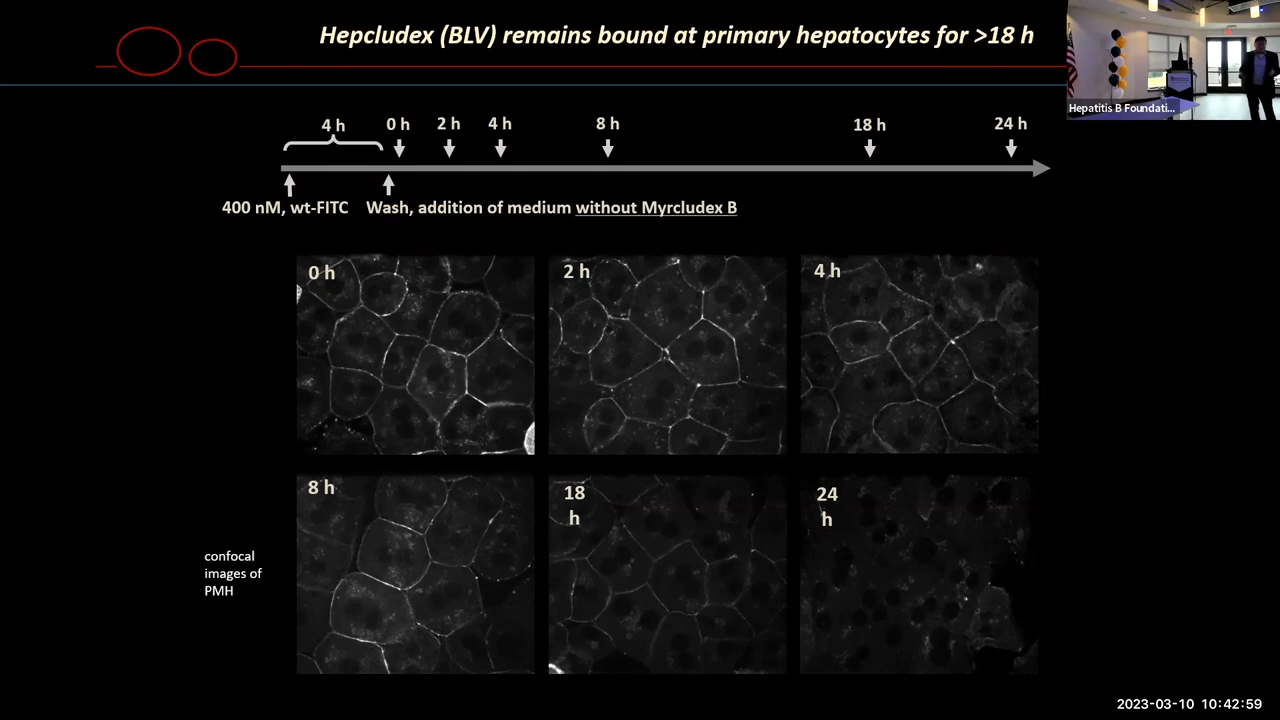 Hepcludex (BLV) remains bound at primary hepatocytes for >18 h
Hepatitis B Foundati...
4 h
0 h
2 h
4 h
8 h
18 h
24 h
400 nM, wt-FITC
Wash, addition of medium without Myrcludex B
0 h
2 h
4 h
8 h
18
h
24
h
confocal
images of
PMH
2023-03-10 10:42:59